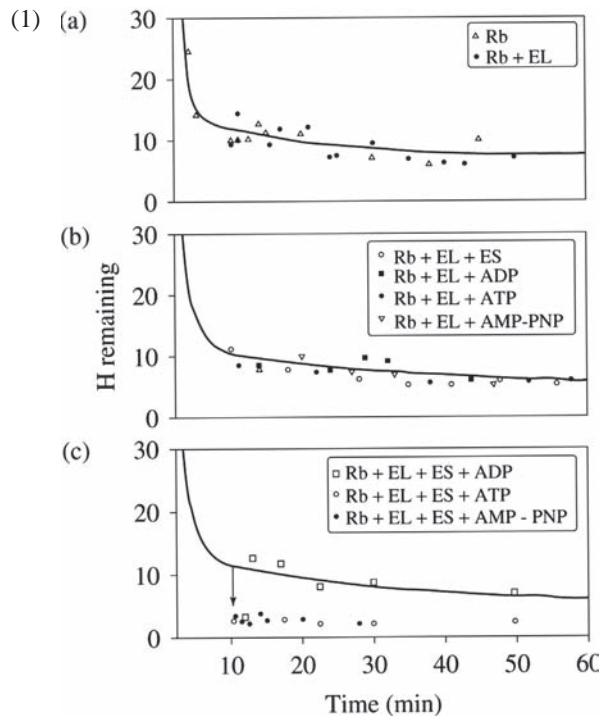 (1) (a)
30
20
10
0
△ Rb
• Rb + EL
(b)
30
20
10
0
○ Rb + EL + ES
■ Rb + EL + ADP
• Rb + EL + ATP
▽ Rb + EL + AMP-PNP
H remaining
(c)
30
20
10
0
□ Rb + EL + ES + ADP
○ Rb + EL + ES + ATP
• Rb + EL + ES + AMP - PNP
10 20 30 40 50 60
Time (min)